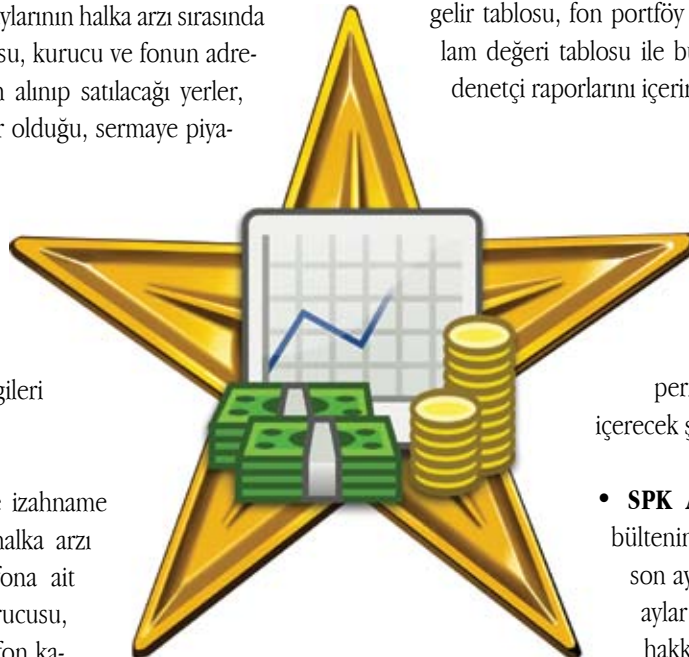 ylarının halka arzı sırasında
su, kurucu ve fonun adre-
n alınıp satılacağı yerler,
r olduğu, sermaye piya-
gileri
e izahname
halka arzı
fona ait
rucusu,
fon ka-
gelir tablosu, fon portföy
lam değeri tablosu ile bu
denetçi raporlarını içerir
per
içerecek ş
• SPK A
bültenin
son ay
aylar
hakk